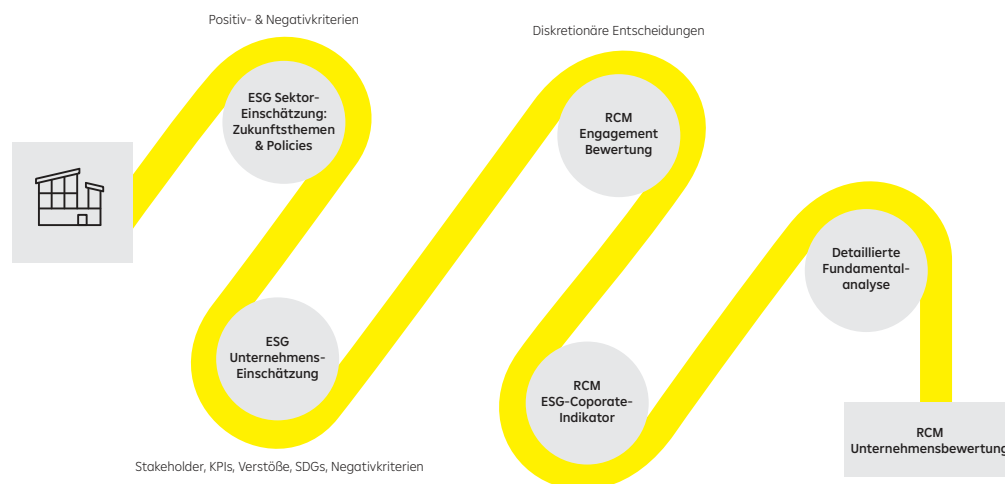 Positiv- & Negativkriterien
ESG Sektor-
Einschätzung:
Zukunftsthemen
& Policies
ESG
Unternehmens-
Einschätzung
Stakeholder, KPIs, Verstöße, SDGs, Negativkriterien
Diskretionäre Entscheidungen
RCM
Engagement
Bewertung
RCM
ESG-Coporate-
Indikator
Detaillierte
Fundamental-
analyse
RCM
Unternehmensbewertung